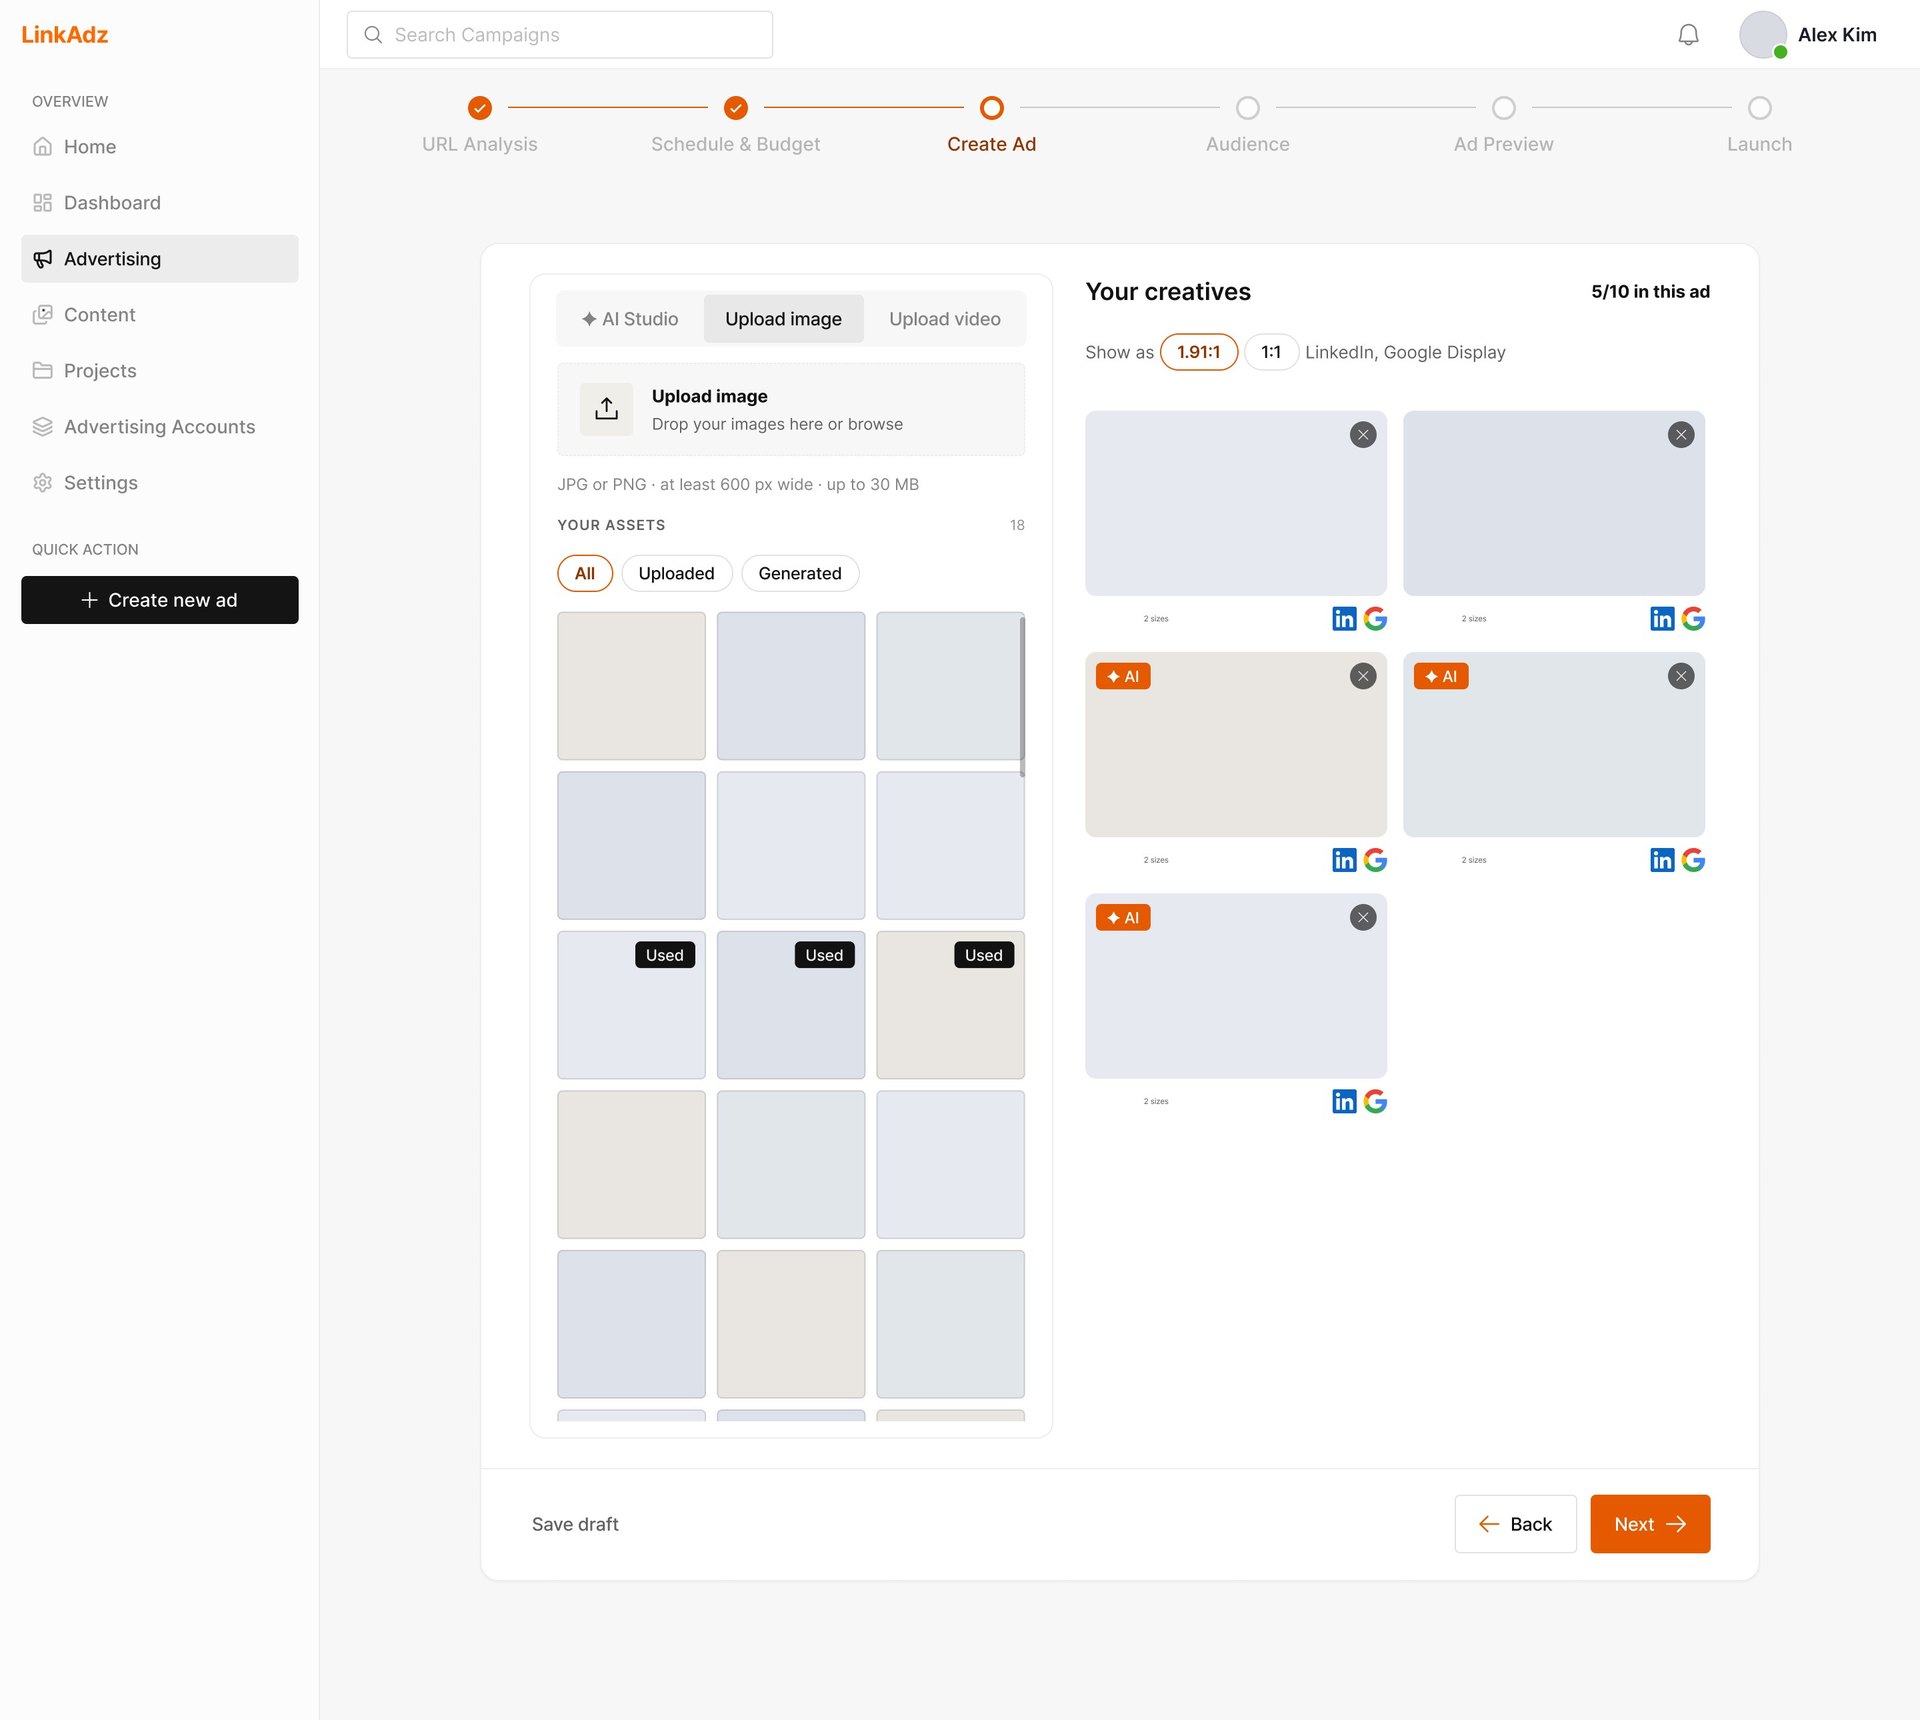 LinkAdz
Search Campaigns
Alex Kim
OVERVIEW
Home
Dashboard
Advertising
Content
Projects
Advertising Accounts
Settings
QUICK ACTION
Create new ad
URL Analysis
Schedule & Budget
Create Ad
Audience
Ad Preview
Launch
AI Studio
Upload image
Upload video
Upload image
Drop your images here or browse
JPG or PNG · at least 600 px wide · up to 30 MB
YOUR ASSETS
18
All
Uploaded
Generated
Used
Used
Used
Your creatives
5/10 in this ad
Show as
1.91:1
1:1
LinkedIn, Google Display
2 sizes
in
G
2 sizes
in
G
AI
AI
2 sizes
in
G
2 sizes
in
G
AI
2 sizes
in
G
Save draft
Back
Next